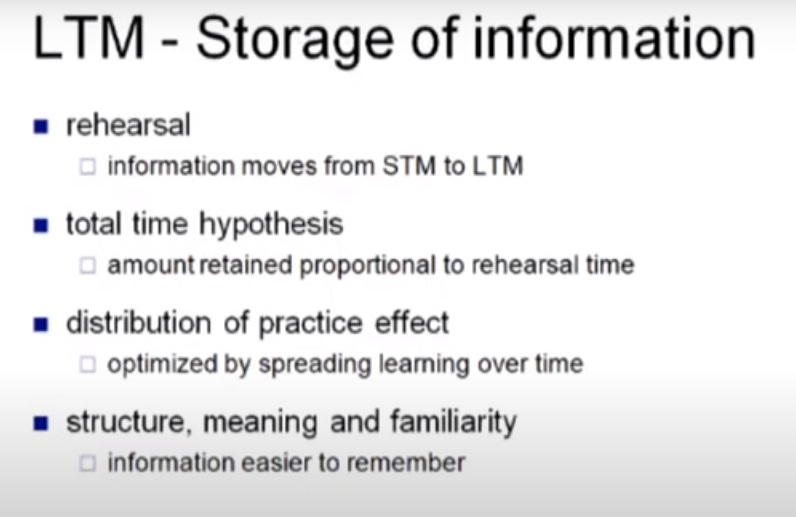 LTM - Storage of information
rehearsal
information moves from STM to LTM
total time hypothesis
amount retained proportional to rehearsal time
distribution of practice effect
optimized by spreading learning over time
structure, meaning and familiarity
information easier to remember